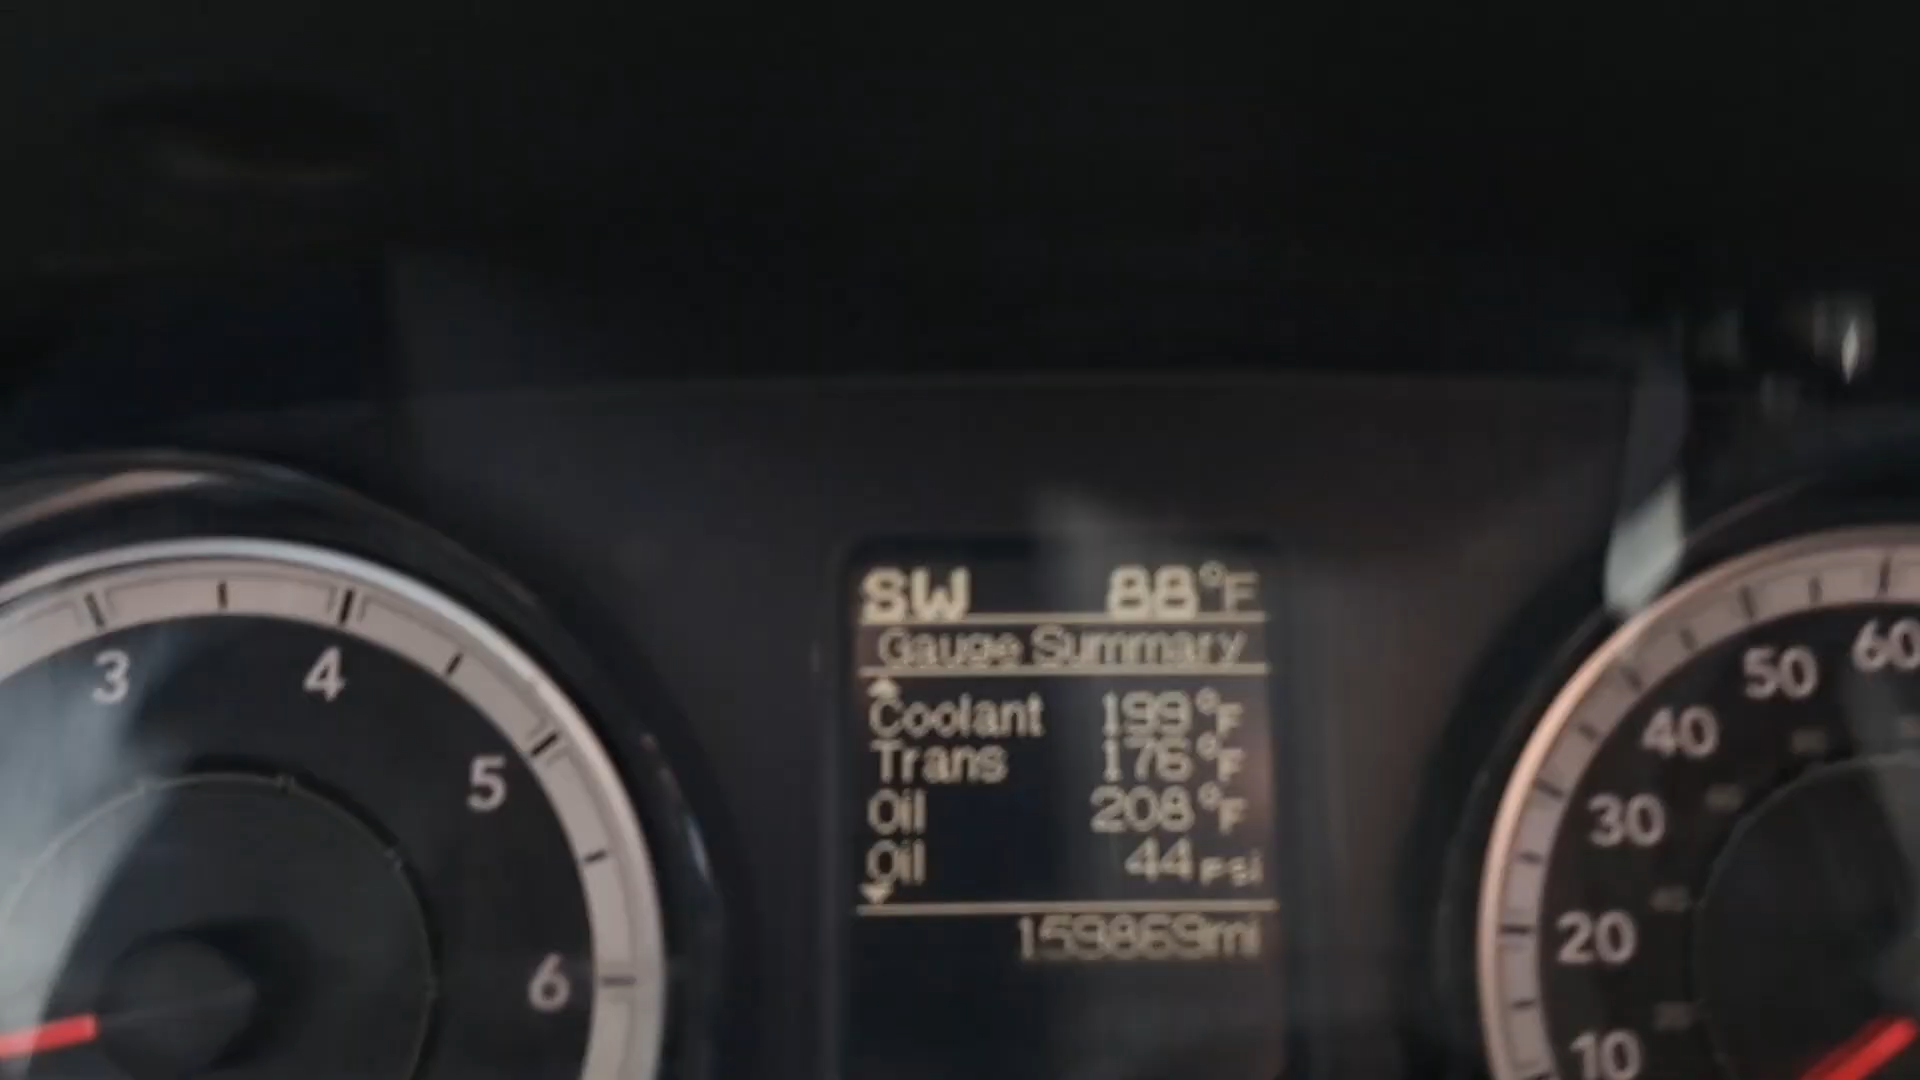 SW 88°F
Gauge Summary
Coolant 199°F
Trans 176°F
Oil 208°F
Oil 44 PSI
159869mi
3
4
5
6
10
20
30
40
50
60